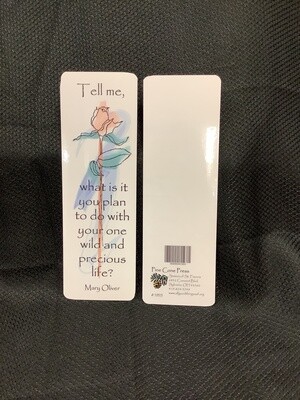 Tell me,
what is it
you plan
to do with
your one
wild and
precious
life?
Mary Oliver
Pine Cone Press